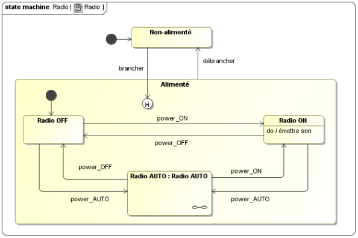 state machine Radio [ Radio ]
Non-alimenté
brancher
débrancher
Alimenté
H
power_ON
Radio OFF
Radio ON
do / émettre son
power_OFF
power_OFF
Radio AUTO : Radio AUTO
power_ON
power_AUTO
power_AUTO